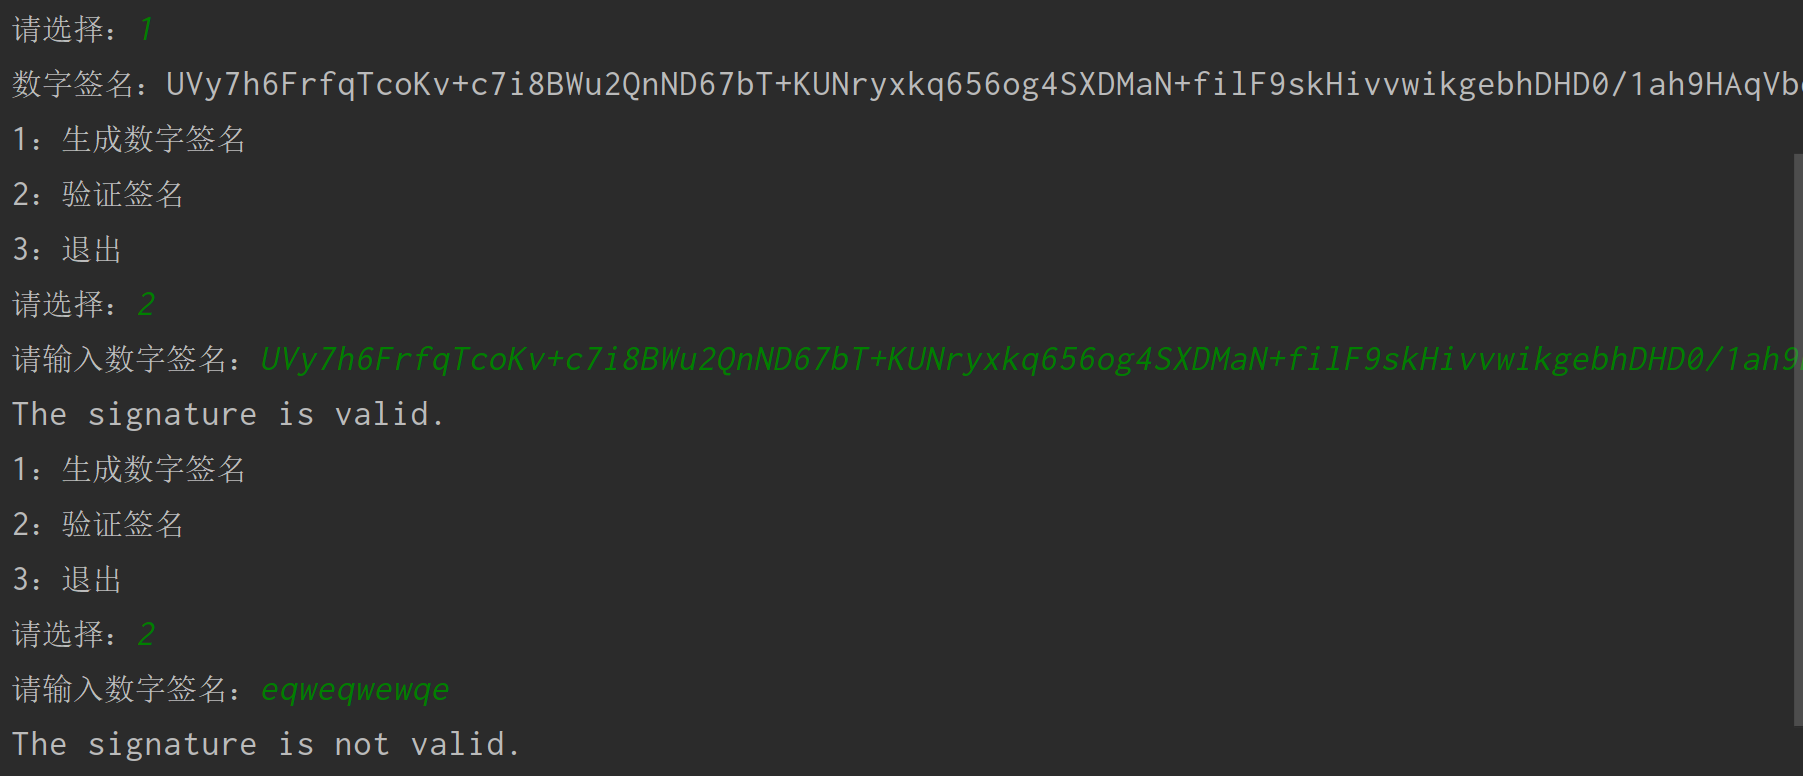 请选择：1
数字签名：UVy7h6FrfqTcoKv+c7i8BWu2QnND67bT+KUNryxkq656og4SXDMaN+filF9skHivvwikgebhDHD0/1ah9HAqVb
1：生成数字签名
2：验证签名
3：退出
请选择：2
请输入数字签名：UVy7h6FrfqTcoKv+c7i8BWu2QnND67bT+KUNryxkq656og4SXDMaN+filF9skHivvwikgebhDHD0/1ah9
The signature is valid.
1：生成数字签名
2：验证签名
3：退出
请选择：2
请输入数字签名：eqweqwewqe
The signature is not valid.